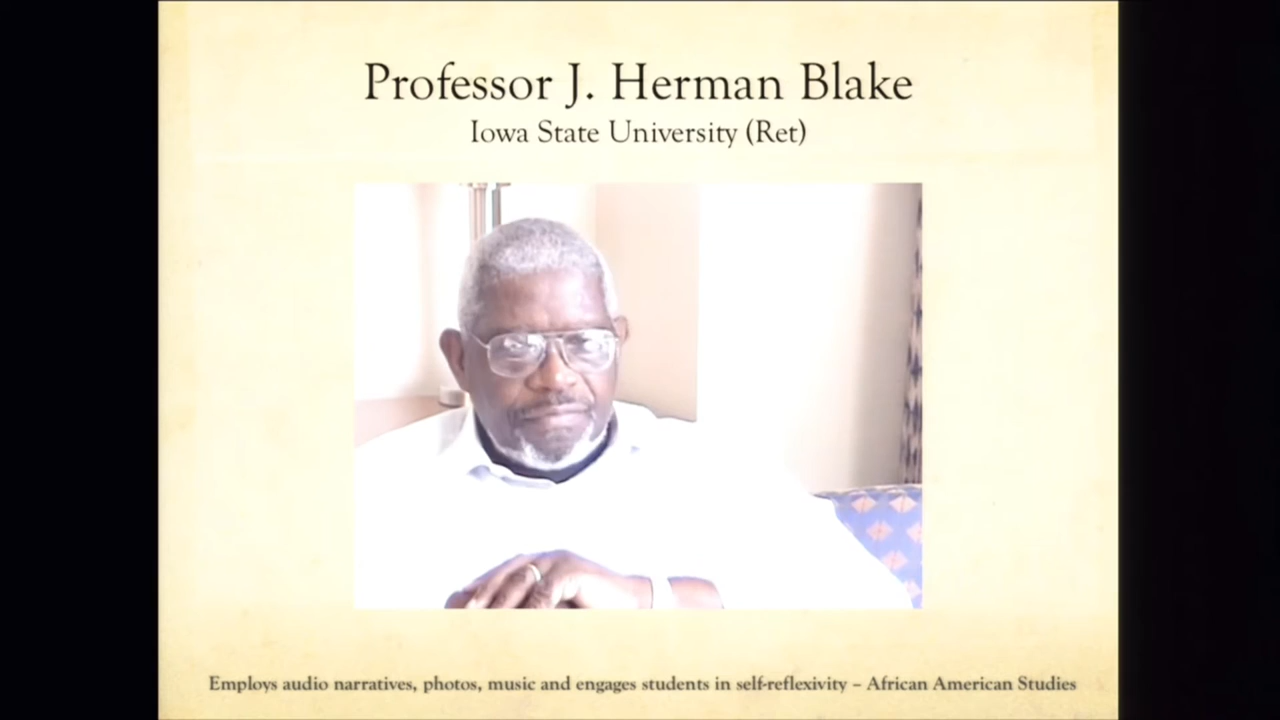 Professor J. Herman Blake
Iowa State University (Ret)
Employs audio narratives, photos, music and engages students in self-reflexivity – African American Studies